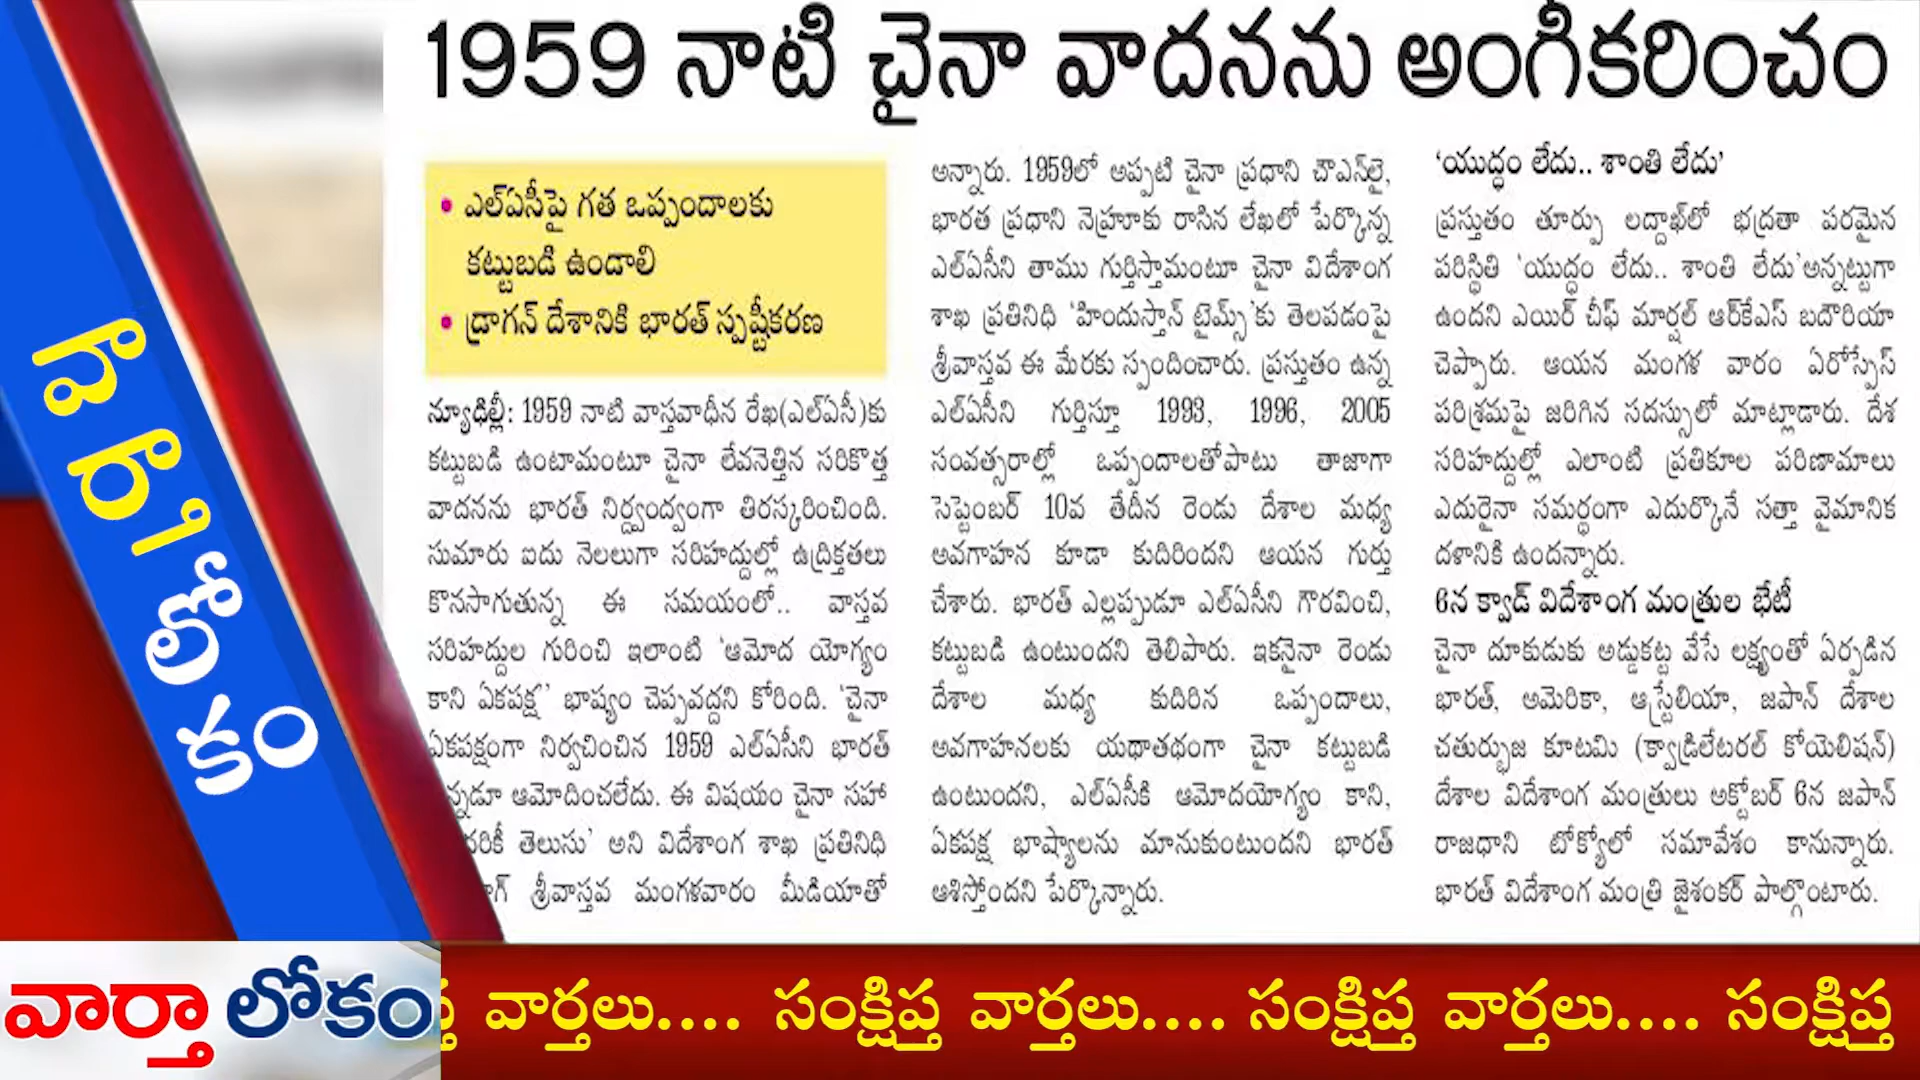 1959 నాటి చైనా వాదనను అంగీకరించం
• ఎల్ఏసీపై గత ఒప్పందాలకు
కట్టుబడి ఉండాలి
• డ్రాగన్ దేశానికి భారత్ స్పష్టీకరణ
న్యూఢిల్లీ: 1959 నాటి వాస్తవాధీన రేఖ(ఎల్ఏసీ)కు
కట్టుబడి ఉంటామంటూ చైనా లేవనెత్తిన సరికొత్త
వాదనను భారత్ నిర్ద్వంద్వంగా తిరస్కరించింది.
సుమారు ఐదు నెలలుగా సరిహద్దుల్లో ఉద్రిక్తతలు
కొనసాగుతున్న ఈ సమయంలో.. వాస్తవ
సరిహద్దుల గురించి ఇలాంటి ‘ఆమోద యోగ్యం
కాని ఏకపక్ష’’ భాష్యం చెప్పవద్దని కోరింది. ‘చైనా
ఏకపక్షంగా నిర్వచించిన 1959 ఎల్ఏసీని భారత్
ఆమోదించలేదు. ఈ విషయం చైనా సహా
తెలుసు’ అని విదేశాంగ శాఖ ప్రతినిధి
శ్రీవాస్తవ మంగళవారం మీడియాతో
అన్నారు. 1959లో అప్పటి చైనా ప్రధాని చౌఎన్‌లై,
భారత ప్రధాని నెహ్రూకు రాసిన లేఖలో పేర్కొన్న
ఎల్ఏసీని తాము గుర్తిస్తామంటూ చైనా విదేశాంగ
శాఖ ప్రతినిధి ‘హిందుస్తాన్ టైమ్స్’కు తెలపడంపై
శ్రీవాస్తవ ఈ మేరకు స్పందించారు. ప్రస్తుతం ఉన్న
ఎల్ఏసీని గుర్తిస్తూ 1993, 1996, 2005
సంవత్సరాల్లో ఒప్పందాలతోపాటు తాజాగా
సెప్టెంబర్ 10వ తేదీన రెండు దేశాల మధ్య
అవగాహన కూడా కుదిరిందని ఆయన గుర్తు
చేశారు. భారత్ ఎల్లప్పుడూ ఎల్ఏసీని గౌరవించి,
కట్టుబడి ఉంటుందని తెలిపారు. ఇకనైనా రెండు
దేశాల మధ్య కుదిరిన ఒప్పందాలు,
అవగాహనలకు యథాతథంగా చైనా కట్టుబడి
ఉంటుందని, ఎల్ఏసీకి ఆమోదయోగ్యం కాని,
ఏకపక్ష భాష్యాలను మానుకుంటుందని భారత్
ఆశిస్తోందని పేర్కొన్నారు.
‘యుద్ధం లేదు.. శాంతి లేదు’
ప్రస్తుతం తూర్పు లద్దాఖ్‌లో భద్రతా పరమైన
పరిస్థితి ‘యుద్ధం లేదు.. శాంతి లేదు’అన్నట్టుగా
ఉందని ఎయిర్ చీఫ్ మార్షల్ ఆర్‌కేఎస్ బదౌరియా
చెప్పారు. ఆయన మంగళ వారం ఏరోస్పేస్
పరిశ్రమపై జరిగిన సదస్సులో మాట్లాడారు. దేశ
సరిహద్దుల్లో ఎలాంటి ప్రతికూల పరిణామాలు
ఎదురైనా సమర్థంగా ఎదుర్కొనే సత్తా వైమానిక
దళానికి ఉందన్నారు.
6న క్వాడ్ విదేశాంగ మంత్రుల భేటీ
చైనా దూకుడుకు అడ్డుకట్ట వేసే లక్ష్యంతో ఏర్పడిన
భారత్, అమెరికా, ఆస్ట్రేలియా, జపాన్ దేశాల
చతుర్భుజ కూటమి (క్వాడ్రిలేటరల్ కోయెలిషన్)
దేశాల విదేశాంగ మంత్రులు అక్టోబర్ 6న జపాన్
రాజధాని టోక్యోలో సమావేశం కానున్నారు.
భారత్ విదేశాంగ మంత్రి జైశంకర్ పాల్గొంటారు.
వార్తాలోకం
వార్తా లోకం
వార్తలు.... సంక్షిప్త వార్తలు.... సంక్షిప్త వార్తలు.... సంక్షిప్త